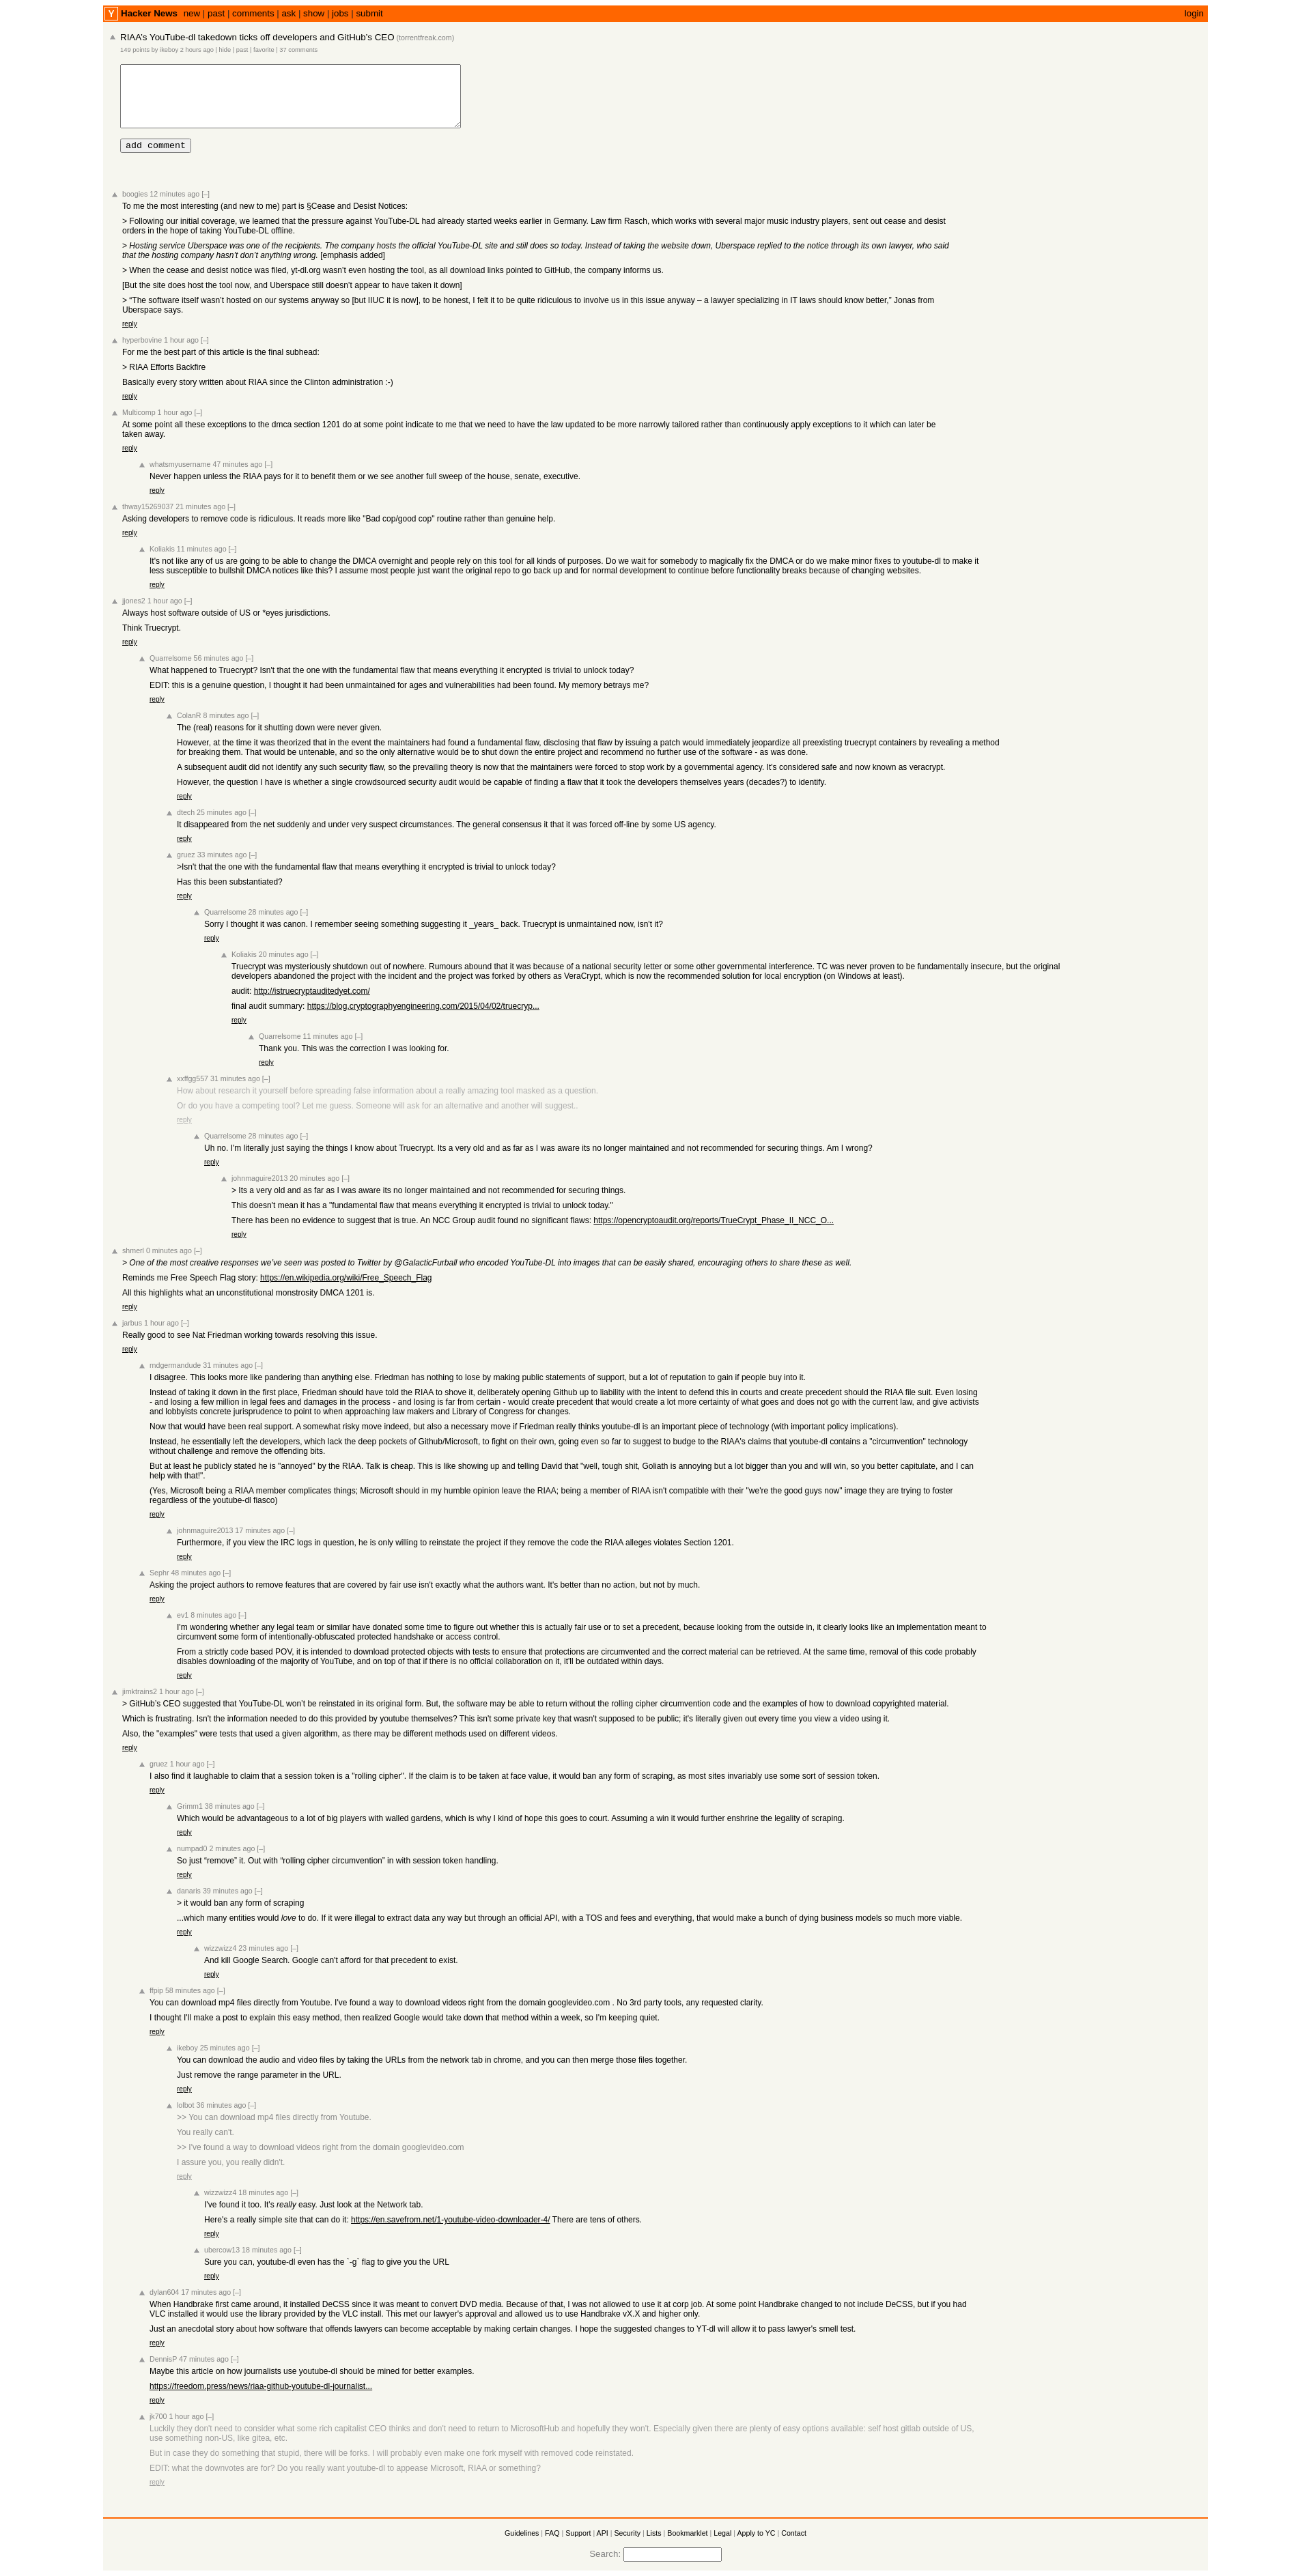 Y Hacker News new | past | comments | ask | show | jobs | submit login
RIAA's YouTube-dl takedown ticks off developers and GitHub's CEO (torrentfreak.com)
149 points by ikeboy 2 hours ago | hide | past | favorite | 37 comments
add comment
boogies 12 minutes ago [–]
To me the most interesting (and new to me) part is §Cease and Desist Notices:
> Following our initial coverage, we learned that the pressure against YouTube-DL had already started weeks earlier in Germany. Law firm Rasch, which works with several major music industry players, sent out cease and desist
orders in the hope of taking YouTube-DL offline.
> Hosting service Uberspace was one of the recipients. The company hosts the official YouTube-DL site and still does so today. Instead of taking the website down, Uberspace replied to the notice through its own lawyer, who said
that the hosting company hasn't don't anything wrong. [emphasis added]
> When the cease and desist notice was filed, yt-dl.org wasn't even hosting the tool, as all download links pointed to GitHub, the company informs us.
[But the site does host the tool now, and Uberspace still doesn't appear to have taken it down]
> “The software itself wasn't hosted on our systems anyway so [but IIUC it is now], to be honest, I felt it to be quite ridiculous to involve us in this issue anyway – a lawyer specializing in IT laws should know better,” Jonas from
Uberspace says.
reply
hyperbovine 1 hour ago [–]
For me the best part of this article is the final subhead:
> RIAA Efforts Backfire
Basically every story written about RIAA since the Clinton administration :-)
reply
Multicomp 1 hour ago [–]
At some point all these exceptions to the dmca section 1201 do at some point indicate to me that we need to have the law updated to be more narrowly tailored rather than continuously apply exceptions to it which can later be
taken away.
reply
whatsmyusername 47 minutes ago [–]
Never happen unless the RIAA pays for it to benefit them or we see another full sweep of the house, senate, executive.
reply
thway15269037 21 minutes ago [–]
Asking developers to remove code is ridiculous. It reads more like "Bad cop/good cop" routine rather than genuine help.
reply
Koliakis 11 minutes ago [–]
It's not like any of us are going to be able to change the DMCA overnight and people rely on this tool for all kinds of purposes. Do we wait for somebody to magically fix the DMCA or do we make minor fixes to youtube-dl to make it
less susceptible to bullshit DMCA notices like this? I assume most people just want the original repo to go back up and for normal development to continue before functionality breaks because of changing websites.
reply
jjones2 1 hour ago [–]
Always host software outside of US or *eyes jurisdictions.
Think Truecrypt.
reply
Quarrelsome 56 minutes ago [–]
What happened to Truecrypt? Isn't that the one with the fundamental flaw that means everything it encrypted is trivial to unlock today?
EDIT: this is a genuine question, I thought it had been unmaintained for ages and vulnerabilities had been found. My memory betrays me?
reply
ColanR 8 minutes ago [–]
The (real) reasons for it shutting down were never given.
However, at the time it was theorized that in the event the maintainers had found a fundamental flaw, disclosing that flaw by issuing a patch would immediately jeopardize all preexisting truecrypt containers by revealing a method
for breaking them. That would be untenable, and so the only alternative would be to shut down the entire project and recommend no further use of the software - as was done.
A subsequent audit did not identify any such security flaw, so the prevailing theory is now that the maintainers were forced to stop work by a governmental agency. It's considered safe and now known as veracrypt.
However, the question I have is whether a single crowdsourced security audit would be capable of finding a flaw that it took the developers themselves years (decades?) to identify.
reply
dtech 25 minutes ago [–]
It disappeared from the net suddenly and under very suspect circumstances. The general consensus it that it was forced off-line by some US agency.
reply
gruez 33 minutes ago [–]
>Isn't that the one with the fundamental flaw that means everything it encrypted is trivial to unlock today?
Has this been substantiated?
reply
Quarrelsome 28 minutes ago [–]
Sorry I thought it was canon. I remember seeing something suggesting it _years_ back. Truecrypt is unmaintained now, isn't it?
reply
Koliakis 20 minutes ago [–]
Truecrypt was mysteriously shutdown out of nowhere. Rumours abound that it was because of a national security letter or some other governmental interference. TC was never proven to be fundamentally insecure, but the original
developers abandoned the project with the incident and the project was forked by others as VeraCrypt, which is now the recommended solution for local encryption (on Windows at least).
audit: http://istruecryptauditedyet.com/
final audit summary: https://blog.cryptographyengineering.com/2015/04/02/truecryp...
reply
Quarrelsome 11 minutes ago [–]
Thank you. This was the correction I was looking for.
reply
xxffgg557 31 minutes ago [–]
How about research it yourself before spreading false information about a really amazing tool masked as a question.
Or do you have a competing tool? Let me guess. Someone will ask for an alternative and another will suggest..
reply
Quarrelsome 28 minutes ago [–]
Uh no. I'm literally just saying the things I know about Truecrypt. Its a very old and as far as I was aware its no longer maintained and not recommended for securing things. Am I wrong?
reply
johnmaguire2013 20 minutes ago [–]
> Its a very old and as far as I was aware its no longer maintained and not recommended for securing things.
This doesn't mean it has a "fundamental flaw that means everything it encrypted is trivial to unlock today."
There has been no evidence to suggest that is true. An NCC Group audit found no significant flaws: https://opencryptoaudit.org/reports/TrueCrypt_Phase_II_NCC_O...
reply
shmerl 0 minutes ago [–]
> One of the most creative responses we've seen was posted to Twitter by @GalacticFurball who encoded YouTube-DL into images that can be easily shared, encouraging others to share these as well.
Reminds me Free Speech Flag story: https://en.wikipedia.org/wiki/Free_Speech_Flag
All this highlights what an unconstitutional monstrosity DMCA 1201 is.
reply
jarbus 1 hour ago [–]
Really good to see Nat Friedman working towards resolving this issue.
reply
rndgermandude 31 minutes ago [–]
I disagree. This looks more like pandering than anything else. Friedman has nothing to lose by making public statements of support, but a lot of reputation to gain if people buy into it.
Instead of taking it down in the first place, Friedman should have told the RIAA to shove it, deliberately opening Github up to liability with the intent to defend this in courts and create precedent should the RIAA file suit. Even losing
- and losing a few million in legal fees and damages in the process - and losing is far from certain - would create precedent that would create a lot more certainty of what goes and does not go with the current law, and give activists
and lobbyists concrete jurisprudence to point to when approaching law makers and Library of Congress for changes.
Now that would have been real support. A somewhat risky move indeed, but also a necessary move if Friedman really thinks youtube-dl is an important piece of technology (with important policy implications).
Instead, he essentially left the developers, which lack the deep pockets of Github/Microsoft, to fight on their own, going even so far to suggest to budge to the RIAA's claims that youtube-dl contains a "circumvention" technology
without challenge and remove the offending bits.
But at least he publicly stated he is "annoyed" by the RIAA. Talk is cheap. This is like showing up and telling David that "well, tough shit, Goliath is annoying but a lot bigger than you and will win, so you better capitulate, and I can
help with that!".
(Yes, Microsoft being a RIAA member complicates things; Microsoft should in my humble opinion leave the RIAA; being a member of RIAA isn't compatible with their "we're the good guys now" image they are trying to foster
regardless of the youtube-dl fiasco)
reply
johnmaguire2013 17 minutes ago [–]
Furthermore, if you view the IRC logs in question, he is only willing to reinstate the project if they remove the code the RIAA alleges violates Section 1201.
reply
Sephr 48 minutes ago [–]
Asking the project authors to remove features that are covered by fair use isn't exactly what the authors want. It's better than no action, but not by much.
reply
ev1 8 minutes ago [–]
I'm wondering whether any legal team or similar have donated some time to figure out whether this is actually fair use or to set a precedent, because looking from the outside in, it clearly looks like an implementation meant to
circumvent some form of intentionally-obfuscated protected handshake or access control.
From a strictly code based POV, it is intended to download protected objects with tests to ensure that protections are circumvented and the correct material can be retrieved. At the same time, removal of this code probably
disables downloading of the majority of YouTube, and on top of that if there is no official collaboration on it, it'll be outdated within days.
reply
jimktrains2 1 hour ago [–]
> GitHub's CEO suggested that YouTube-DL won't be reinstated in its original form. But, the software may be able to return without the rolling cipher circumvention code and the examples of how to download copyrighted material.
Which is frustrating. Isn't the information needed to do this provided by youtube themselves? This isn't some private key that wasn't supposed to be public; it's literally given out every time you view a video using it.
Also, the "examples" were tests that used a given algorithm, as there may be different methods used on different videos.
reply
gruez 1 hour ago [–]
I also find it laughable to claim that a session token is a "rolling cipher". If the claim is to be taken at face value, it would ban any form of scraping, as most sites invariably use some sort of session token.
reply
Grimm1 38 minutes ago [–]
Which would be advantageous to a lot of big players with walled gardens, which is why I kind of hope this goes to court. Assuming a win it would further enshrine the legality of scraping.
reply
numpad0 2 minutes ago [–]
So just “remove” it. Out with “rolling cipher circumvention” in with session token handling.
reply
danaris 39 minutes ago [–]
> it would ban any form of scraping
...which many entities would love to do. If it were illegal to extract data any way but through an official API, with a TOS and fees and everything, that would make a bunch of dying business models so much more viable.
reply
wizzwizz4 23 minutes ago [–]
And kill Google Search. Google can't afford for that precedent to exist.
reply
ffpip 58 minutes ago [–]
You can download mp4 files directly from Youtube. I've found a way to download videos right from the domain googlevideo.com . No 3rd party tools, any requested clarity.
I thought I'll make a post to explain this easy method, then realized Google would take down that method within a week, so I'm keeping quiet.
reply
ikeboy 25 minutes ago [–]
You can download the audio and video files by taking the URLs from the network tab in chrome, and you can then merge those files together.
Just remove the range parameter in the URL.
reply
lolbot 36 minutes ago [–]
>> You can download mp4 files directly from Youtube.
You really can't.
>> I've found a way to download videos right from the domain googlevideo.com
I assure you, you really didn't.
reply
wizzwizz4 18 minutes ago [–]
I've found it too. It's really easy. Just look at the Network tab.
Here's a really simple site that can do it: https://en.savefrom.net/1-youtube-video-downloader-4/ There are tens of others.
reply
ubercow13 18 minutes ago [–]
Sure you can, youtube-dl even has the `-g` flag to give you the URL
reply
dylan604 17 minutes ago [–]
When Handbrake first came around, it installed DeCSS since it was meant to convert DVD media. Because of that, I was not allowed to use it at corp job. At some point Handbrake changed to not include DeCSS, but if you had
VLC installed it would use the library provided by the VLC install. This met our lawyer's approval and allowed us to use Handbrake vX.X and higher only.
Just an anecdotal story about how software that offends lawyers can become acceptable by making certain changes. I hope the suggested changes to YT-dl will allow it to pass lawyer's smell test.
reply
DennisP 47 minutes ago [–]
Maybe this article on how journalists use youtube-dl should be mined for better examples.
https://freedom.press/news/riaa-github-youtube-dl-journalist...
reply
jk700 1 hour ago [–]
Luckily they don't need to consider what some rich capitalist CEO thinks and don't need to return to MicrosoftHub and hopefully they won't. Especially given there are plenty of easy options available: self host gitlab outside of US,
use something non-US, like gitea, etc.
But in case they do something that stupid, there will be forks. I will probably even make one fork myself with removed code reinstated.
EDIT: what the downvotes are for? Do you really want youtube-dl to appease Microsoft, RIAA or something?
reply
Guidelines | FAQ | Support | API | Security | Lists | Bookmarklet | Legal | Apply to YC | Contact
Search: